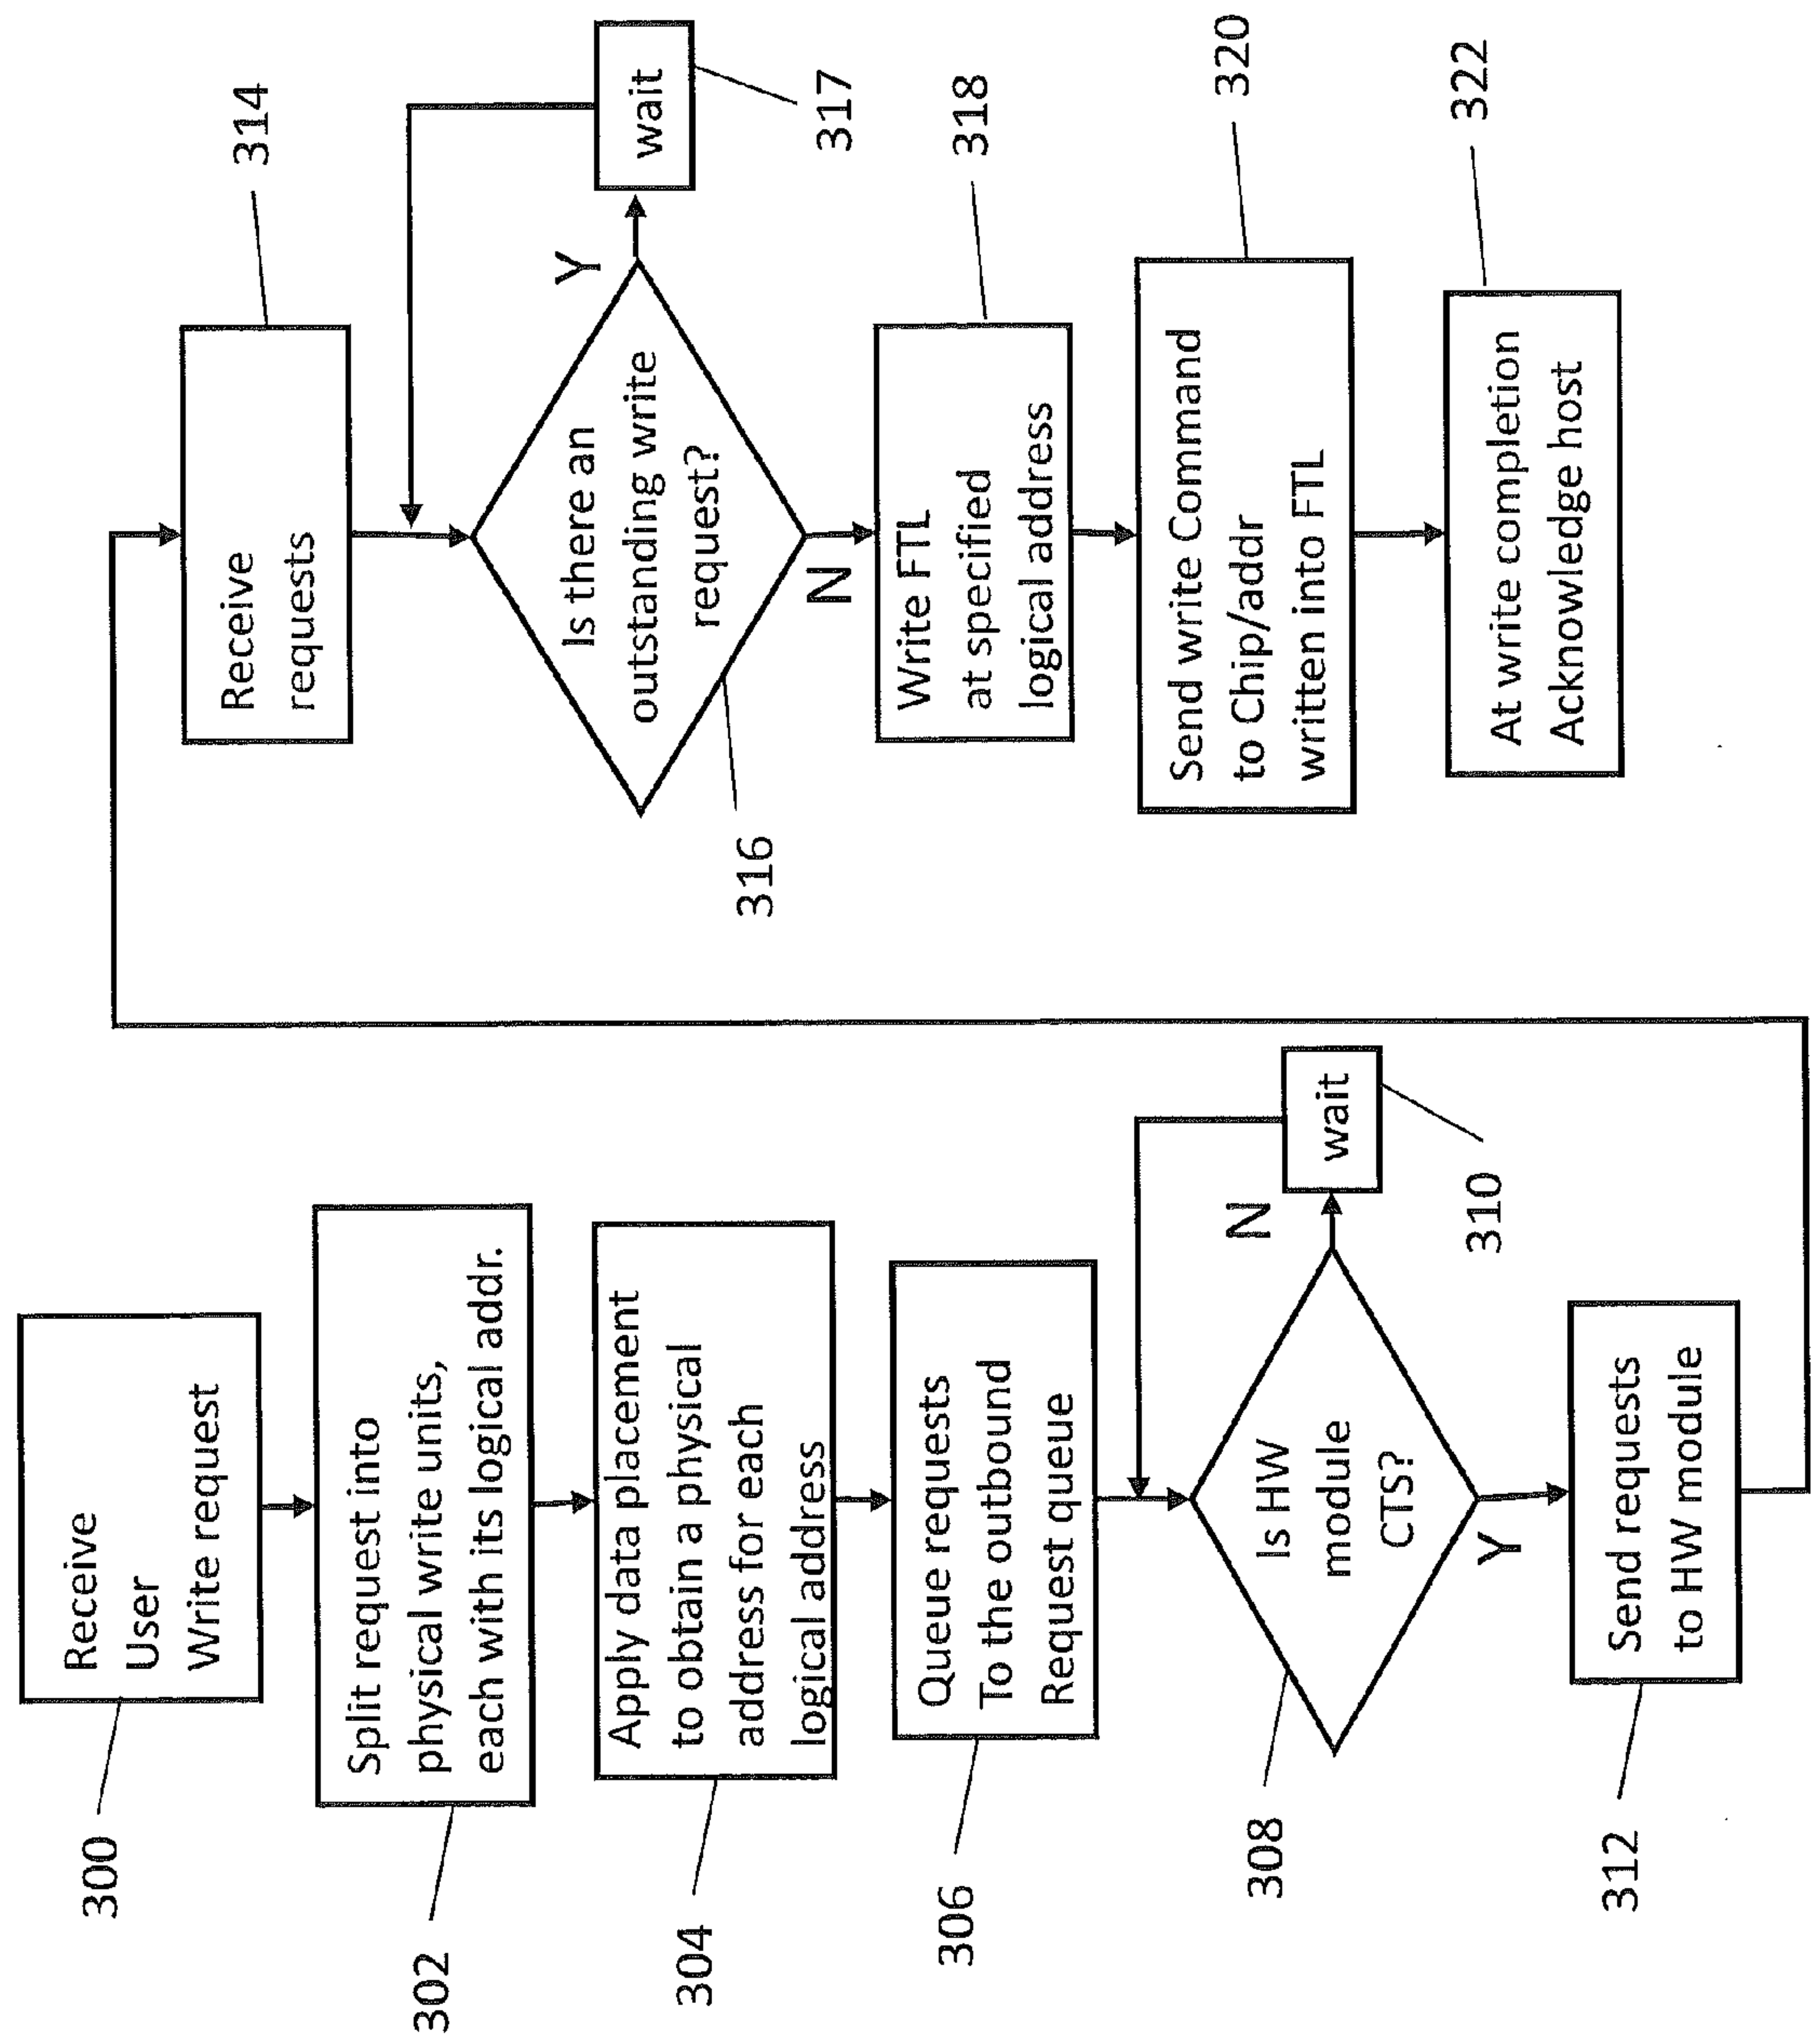 300
Receive
User
Write request
302
Split request into
physical write units,
each with its logical addr.
304
Apply data placement
to obtain a physical
address for each
logical address
306
Queue requests
To the outbound
Request queue
308
Is HW
module
CTS?
N
wait
310
Y
312
Send requests
to HW module
314
Receive
requests
316
Is there an
outstanding write
request?
Y
wait
317
N
318
Write FTL
at specified
logical address
320
Send write Command
to Chip/addr
written into FTL
322
At write completion
Acknowledge host